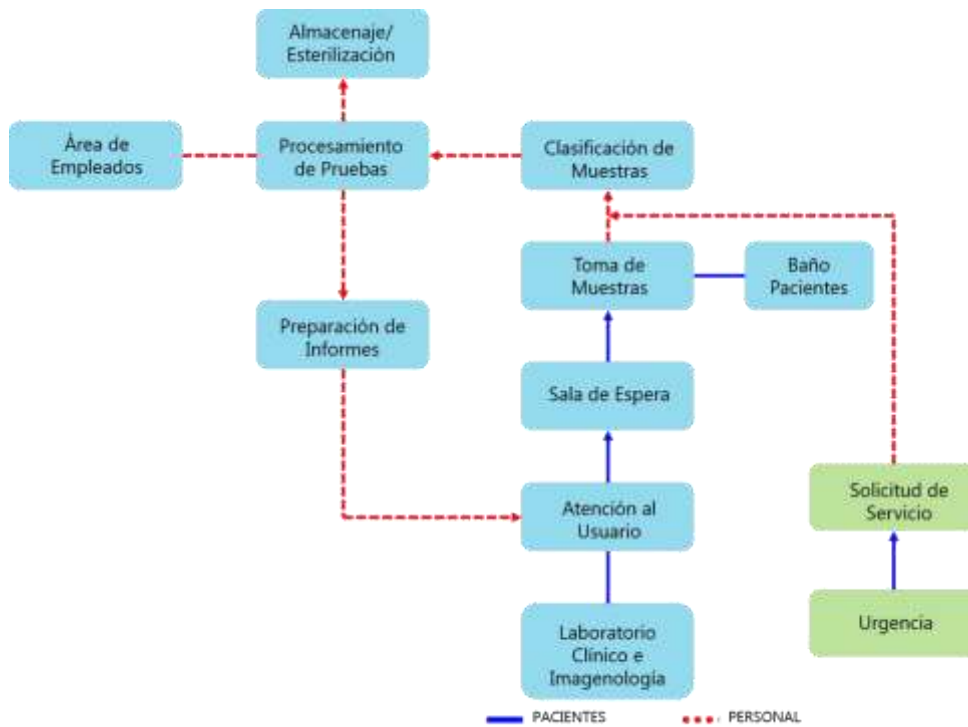 Almacenaje/
Esterilización
Área de
Empleados
Procesamiento
de Pruebas
Clasificación de
Muestras
Toma de
Muestras
Baño
Pacientes
Preparación de
Informes
Sala de Espera
Solicitud de
Servicio
Atención al
Usuario
Urgencia
Laboratorio
Clínico e
Imagenología
PACIENTES
PERSONAL